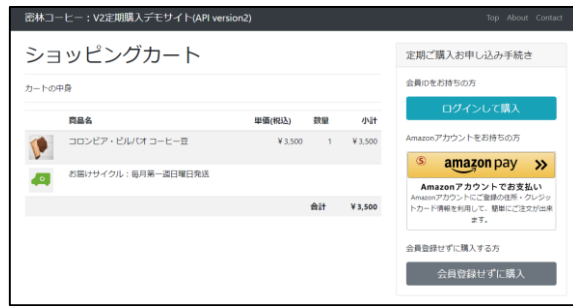 密林コーヒー：V2定期購入デモサイト(API version2)
Top About Contact
ショッピングカート
カートの中身
商品名 単価(税込) 数量 小計
コロンビア・ビルバオ コーヒー豆 ¥3,500 1 ¥3,500
お届けサイクル：毎月第一週日曜日発送
合計 ¥3,500
定期ご購入お申し込み手続き
会員IDをお持ちの方
ログインして購入
Amazonアカウントをお持ちの方
S amazon pay »
Amazonアカウントでお支払い
Amazonアカウントにご登録の住所・クレジッ
トカード情報を利用して、簡単にご注文が出来
ます。
会員登録せずに購入する方
会員登録せずに購入